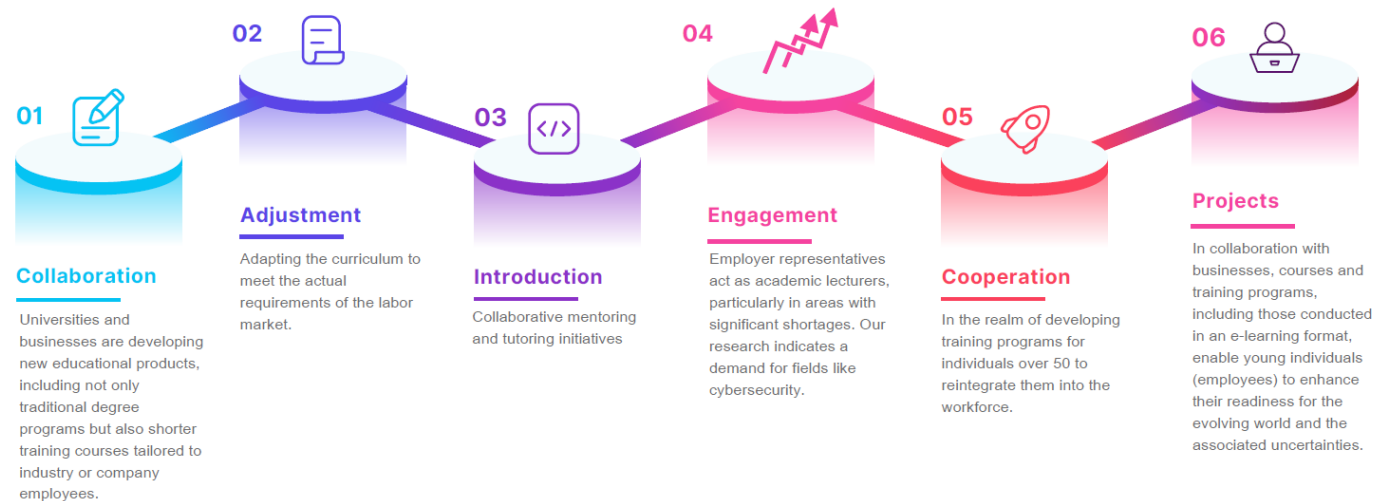 01
Collaboration
Universities and
businesses are developing
new educational products,
including not only
traditional degree
programs but also shorter
training courses tailored to
industry or company
employees.
02
Adjustment
Adapting the curriculum to
meet the actual
requirements of the labor
market.
03
</>
Introduction
Collaborative mentoring
and tutoring initiatives
04
Engagement
Employer representatives
act as academic lecturers,
particularly in areas with
significant shortages. Our
research indicates a
demand for fields like
cybersecurity.
05
Cooperation
In the realm of developing
training programs for
individuals over 50 to
reintegrate them into the
workforce.
06
Projects
In collaboration with
businesses, courses and
training programs,
including those conducted
in an e-learning format,
enable young individuals
(employees) to enhance
their readiness for the
evolving world and the
associated uncertainties.